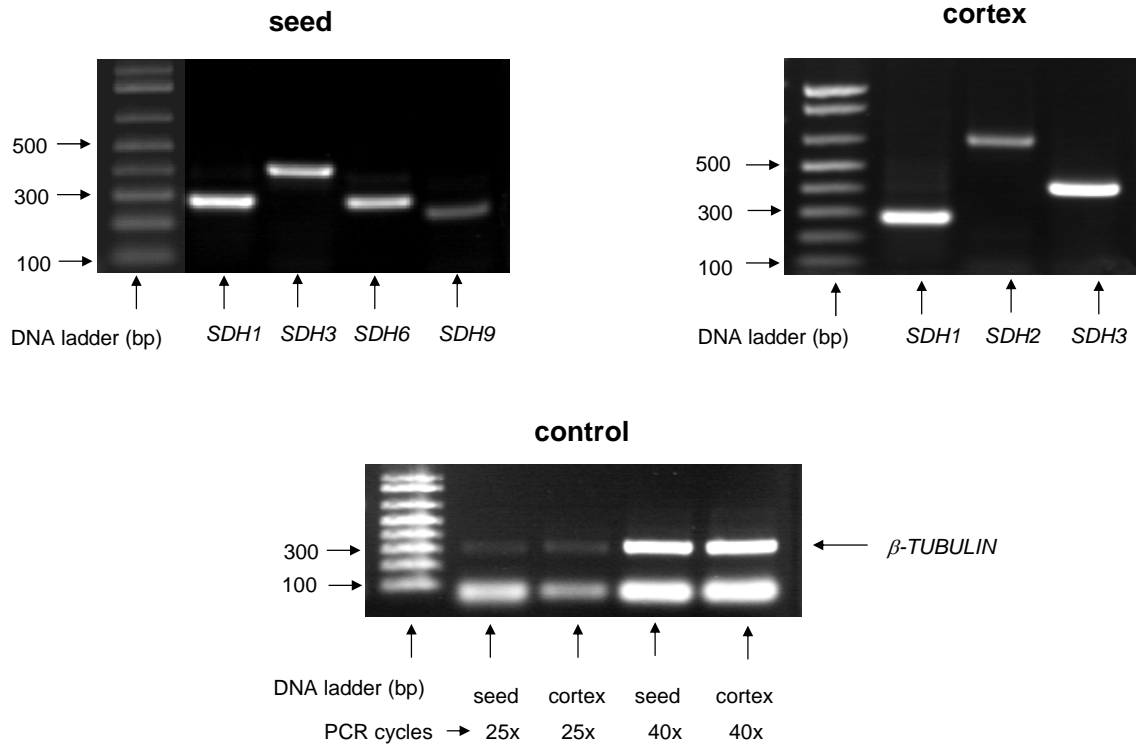 seed
500
300
100
DNA ladder (bp)
SDH1
SDH3
SDH6
SDH9
cortex
500
300
100
DNA ladder (bp)
SDH1
SDH2
SDH3
control
300
100
β-TUBULIN
DNA ladder (bp)
seed
cortex
seed
cortex
PCR cycles
25x
25x
40x
40x